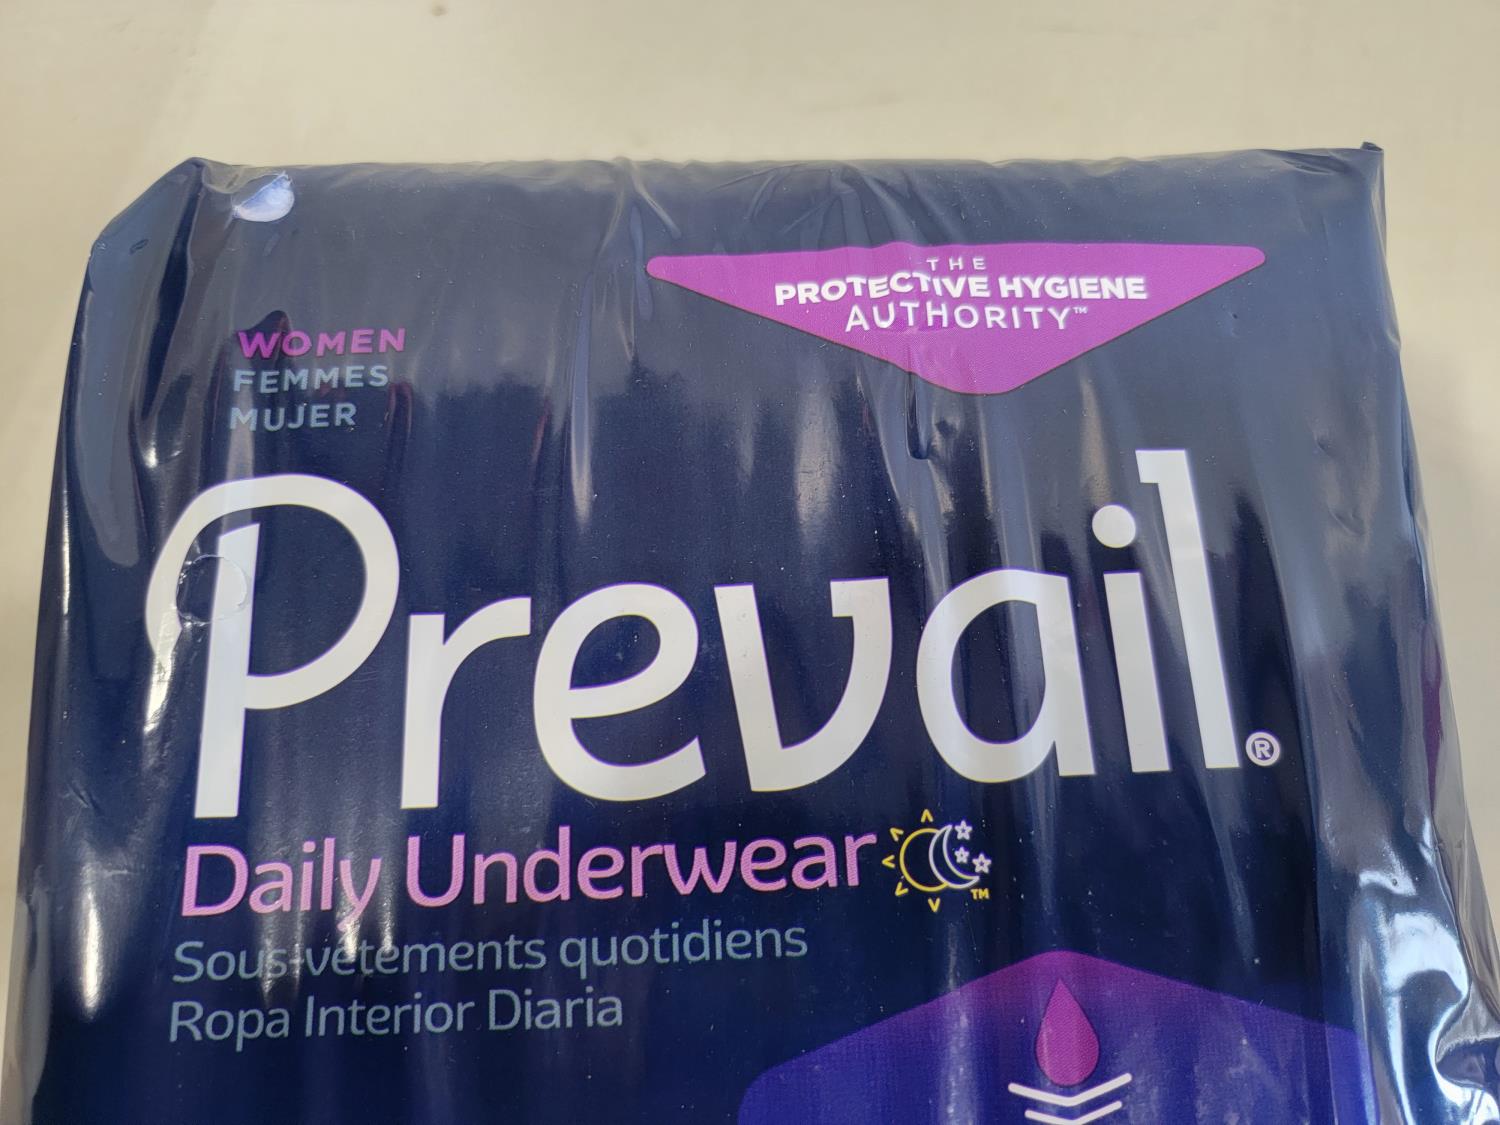 THE
PROTECTIVE HYGIENE
AUTHORITY™
WOMEN
FEMMES
MUJER
Prevail®
Daily Underwear™
Sous-vêtements quotidiens
Ropa Interior Diaria